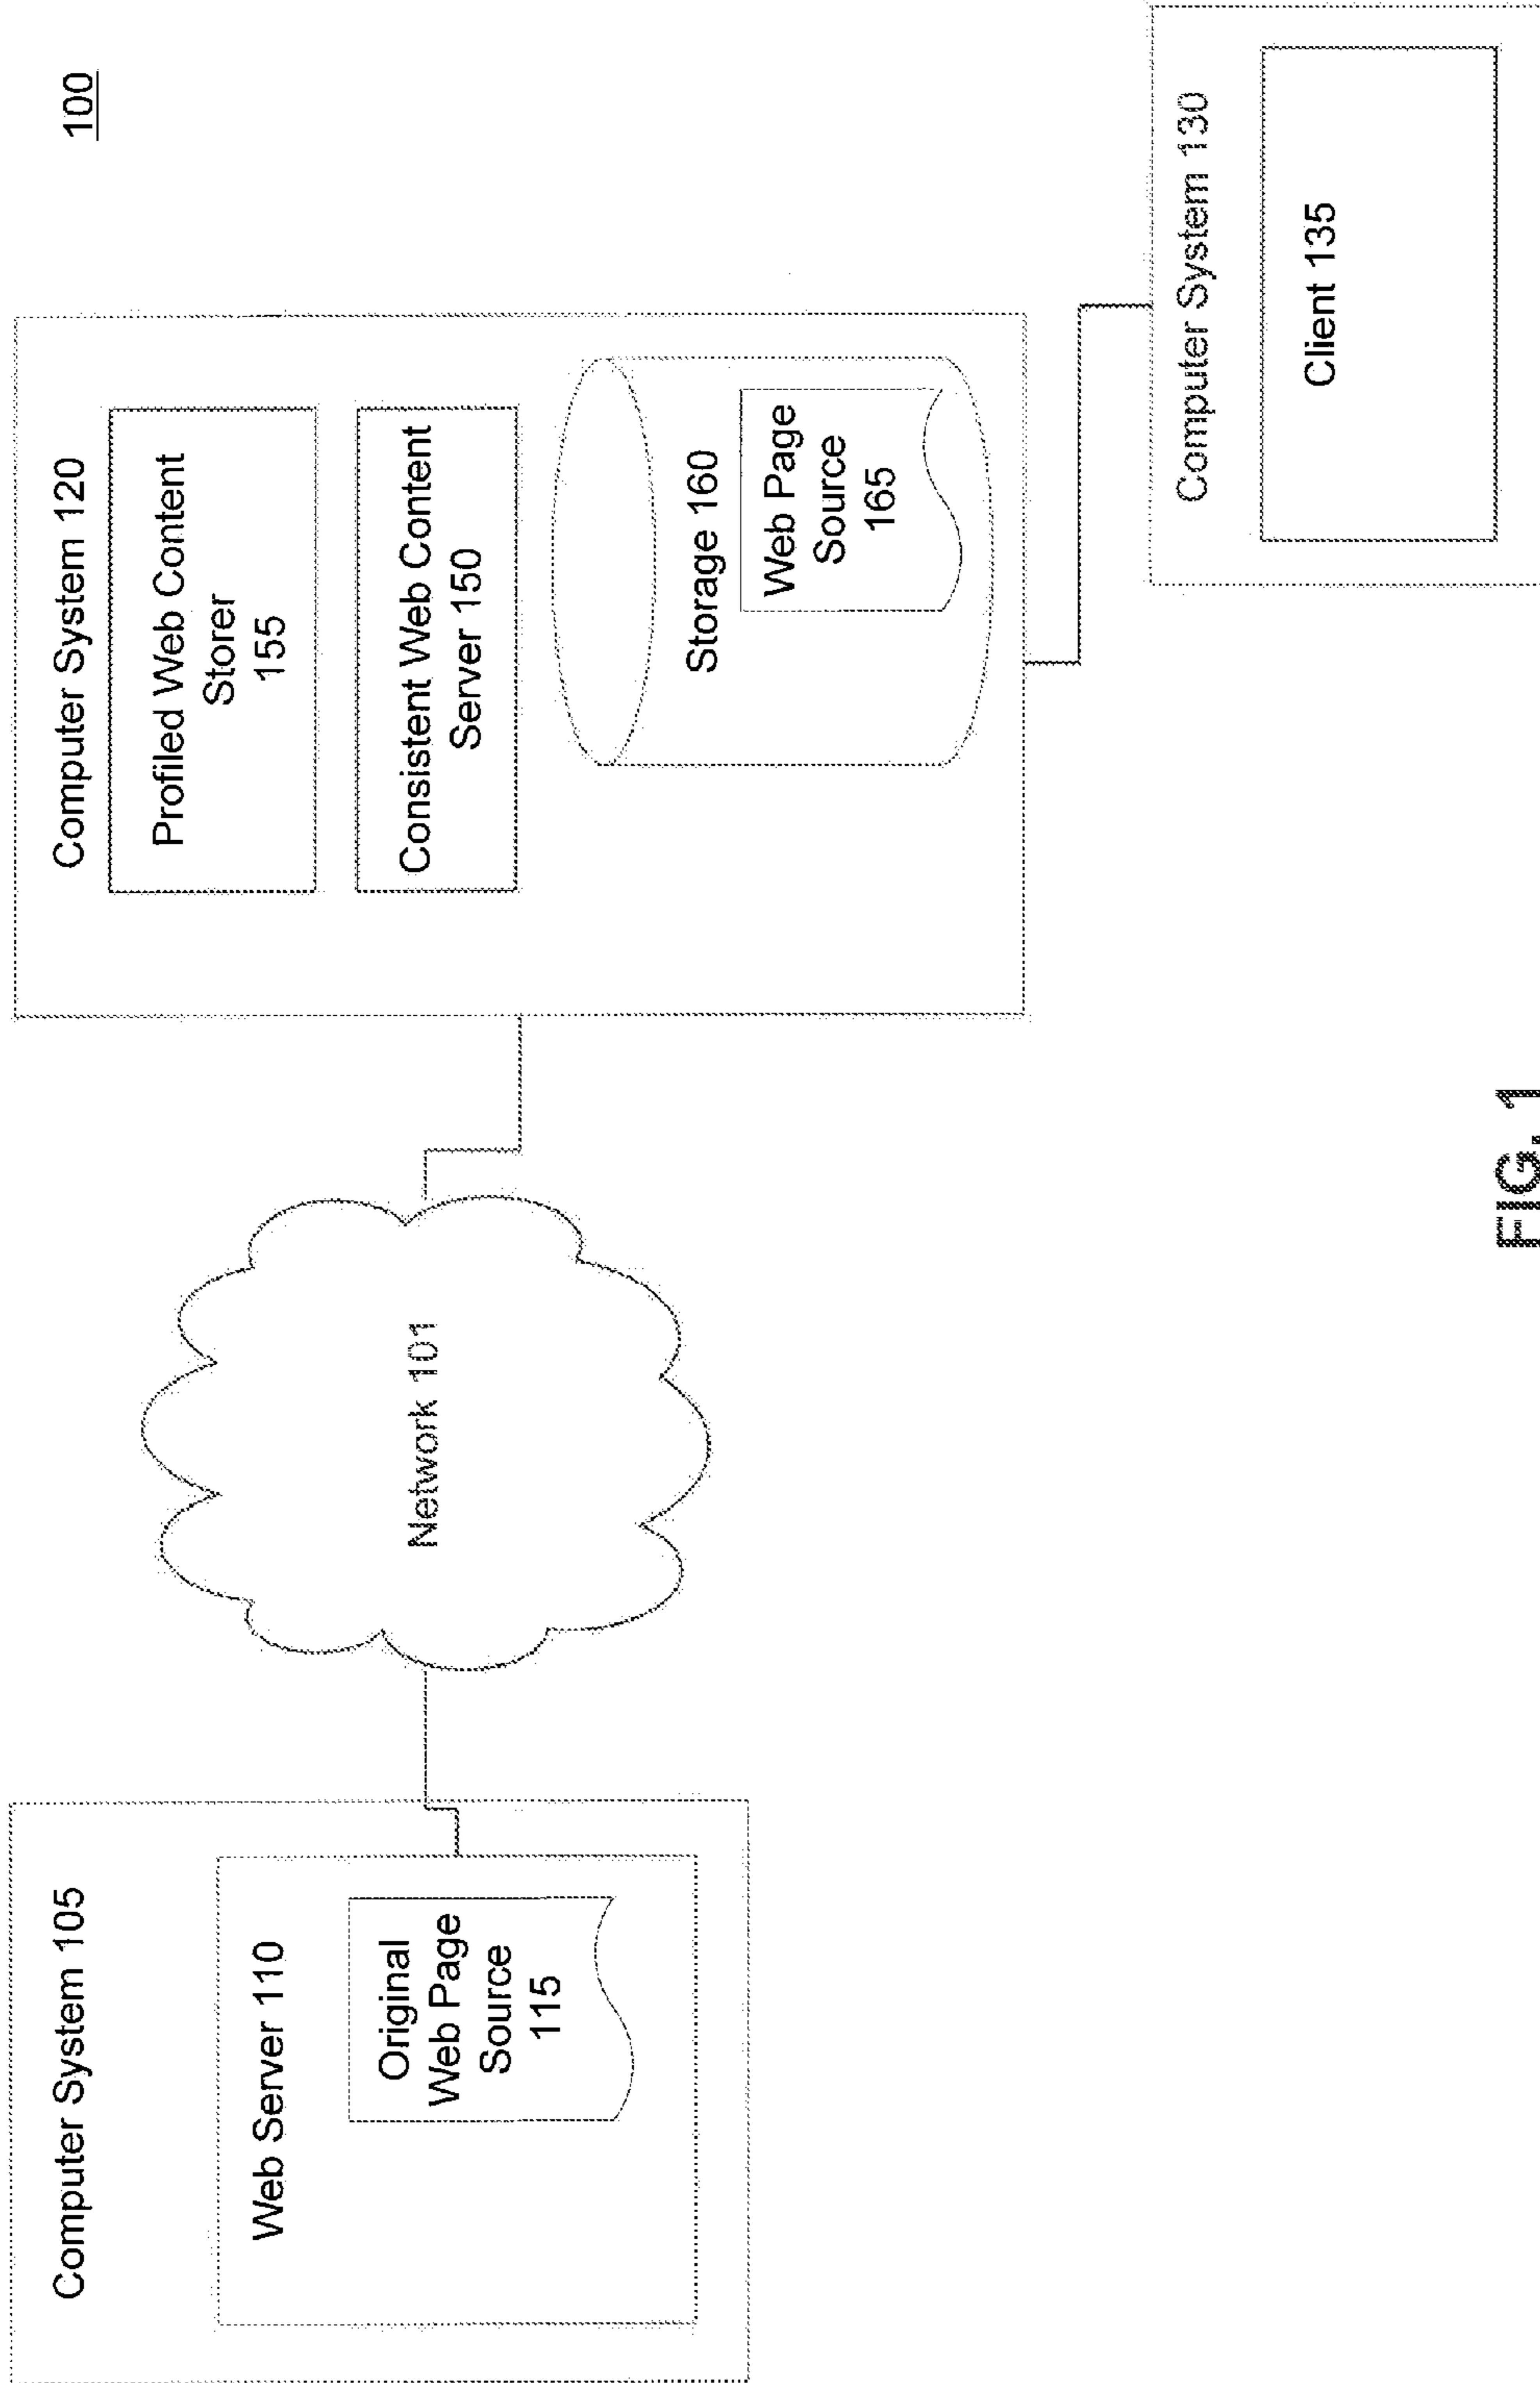 100
Computer System 105
Web Server 110
Original
Web Page
Source
115
Network 101
Computer System 120
Profiled Web Content
Storer
155
Consistent Web Content
Server 150
Storage 160
Web Page
Source
165
Computer System 130
Client 135
FIG. 1